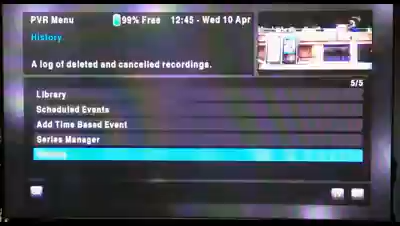 PVR Menu 99% Free 12:45 - Wed 10 Apr
History.
A log of deleted and cancelled recordings.
5/5
Library
Scheduled Events
Add Time Based Event
Series Manager